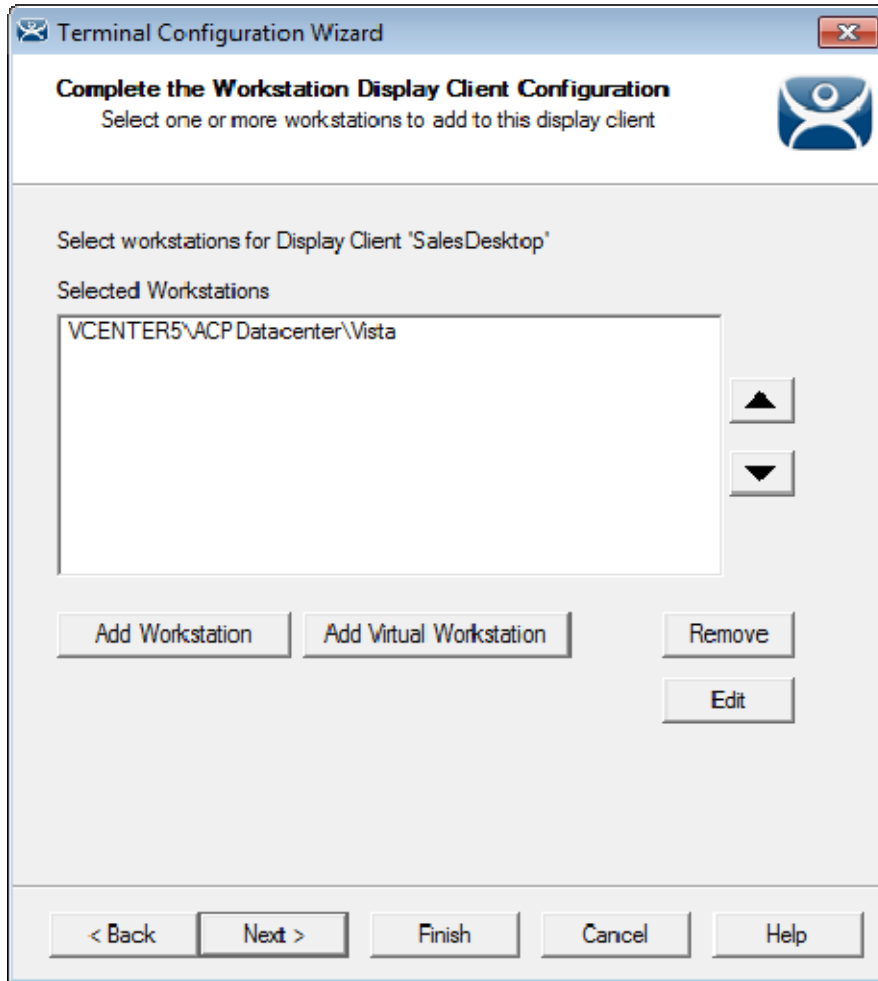 Terminal Configuration Wizard
Complete the Workstation Display Client Configuration
Select one or more workstations to add to this display client
Select workstations for Display Client 'SalesDesktop'
Selected Workstations
VCENTER5\ACPDatacenter\Vista
Add Workstation
Add Virtual Workstation
Remove
Edit
< Back
Next >
Finish
Cancel
Help